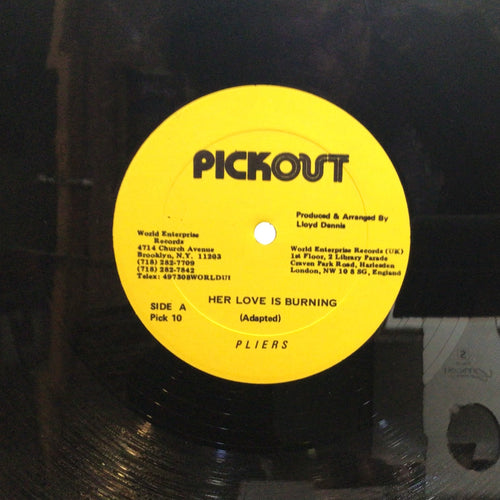 PICKOUT
Produced & Arranged By
Lloyd Dennis
World Enterprise
Records
4714 Church Avenue
Brooklyn, N.Y. 11203
(718) 282-7709
(718) 282-7842
Telex: 497308WORLDUI
World Enterprise Records (UK)
1st Floor, 2 Library Parade
Craven Park Road, Harlesden
London, NW 10 8 SG, England
SIDE A
Pick 10
HER LOVE IS BURNING
(Adapted)
PLIERS